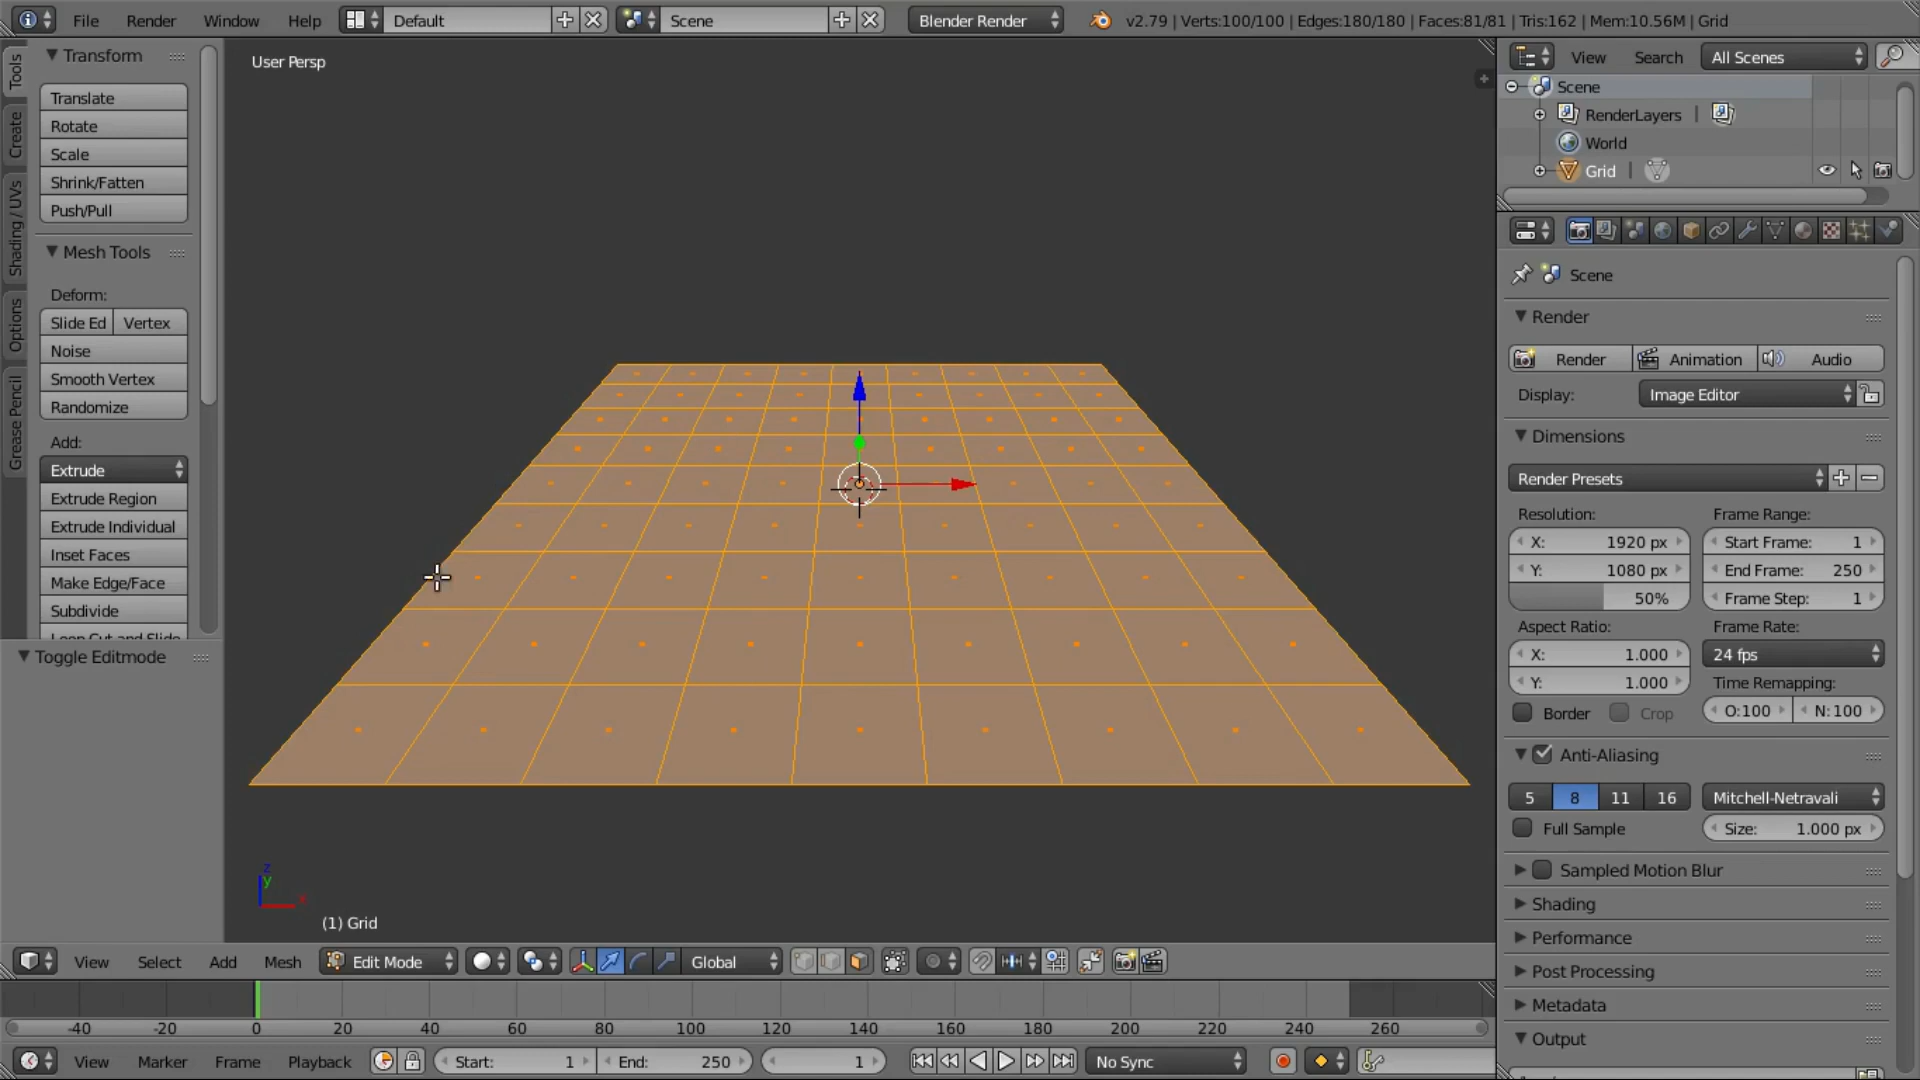 File Render Window Help Default Scene Blender Render v2.79 | Verts:100/100 | Edges:180/180 | Faces:81/81 | Tris:162 | Mem:10.56M | Grid
Tools
Create
Shading / UVs
Options
Grease Pencil
Transform
Translate
Rotate
Scale
Shrink/Fatten
Push/Pull
Mesh Tools
Deform:
Slide Ed Vertex
Noise
Smooth Vertex
Randomize
Add:
Extrude
Extrude Region
Extrude Individual
Inset Faces
Make Edge/Face
Subdivide
Loop Cut and Slide
Toggle Editmode
User Persp
z
y
x
(1) Grid
View Select Add Mesh Edit Mode Global
-40 -20 0 20 40 60 80 100 120 140 160 180 200 220 240 260
View Marker Frame Playback Start: 1 End: 250 1 No Sync
View Search All Scenes
Scene
RenderLayers |
World
Grid |
Scene
Render
Render Animation Audio
Display: Image Editor
Dimensions
Render Presets
Resolution: Frame Range:
X: 1920 px Start Frame: 1
Y: 1080 px End Frame: 250
50% Frame Step: 1
Aspect Ratio: Frame Rate:
X: 1.000 24 fps
Y: 1.000 Time Remapping:
Border Crop O:100 N: 100
Anti-Aliasing
5 8 11 16 Mitchell-Netravali
Full Sample Size: 1.000 px
Sampled Motion Blur
Shading
Performance
Post Processing
Metadata
Output